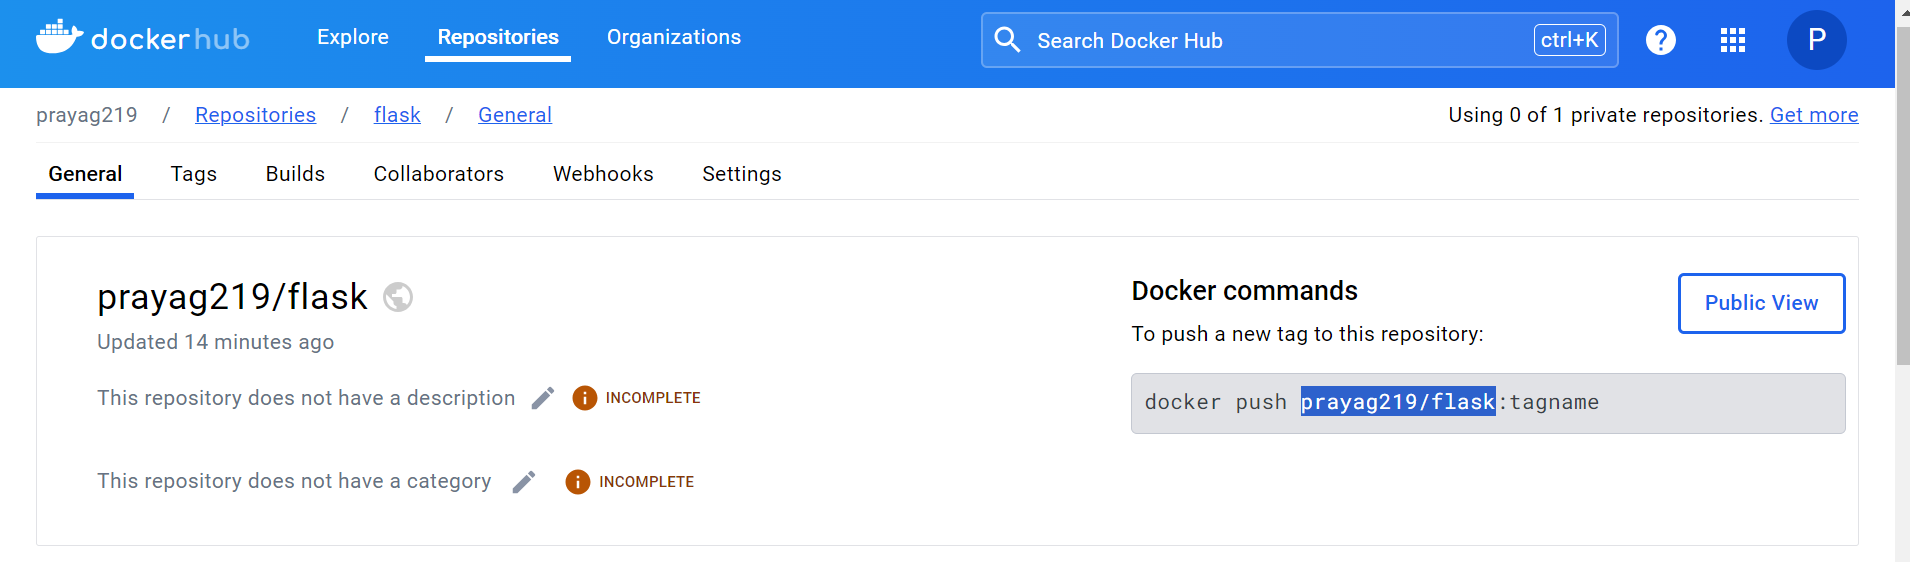 dockerhub Explore Repositories Organizations Search Docker Hub ctrl+K P
prayag219 / Repositories / flask / General Using 0 of 1 private repositories. Get more
General Tags Builds Collaborators Webhooks Settings
prayag219/flask
Updated 14 minutes ago
This repository does not have a description INCOMPLETE
This repository does not have a category INCOMPLETE
Docker commands
Public View
To push a new tag to this repository:
docker push prayag219/flask:tagname